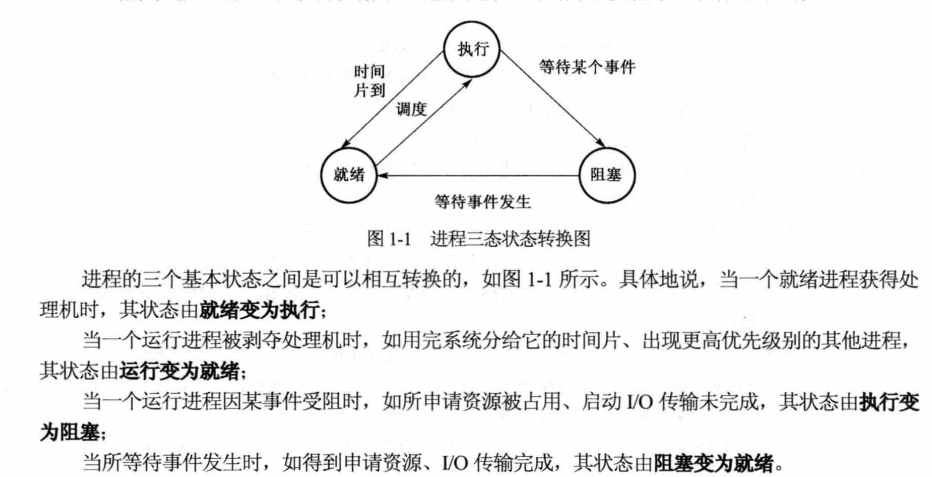 执行
时间
片到
等待某个事件
调度
就绪
阻塞
等待事件发生
图 1-1 进程三态状态转换图
进程的三个基本状态之间是可以相互转换的，如图 1-1 所示。具体地说，当一个就绪进程获得处
理机时，其状态由就绪变为执行；
当一个运行进程被剥夺处理机时，如用完系统分给它的时间片、出现更高优先级别的其他进程，
其状态由运行变为就绪；
当一个运行进程因某事件受阻时，如所申请资源被占用、启动 I/O 传输未完成，其状态由执行变
为阻塞；
当所等待事件发生时，如得到申请资源、I/O 传输完成，其状态由阻塞变为就绪。